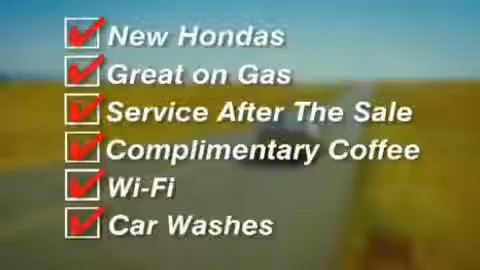 New Hondas
Great on Gas
Service After The Sale
Complimentary Coffee
Wi-Fi
Car Washes